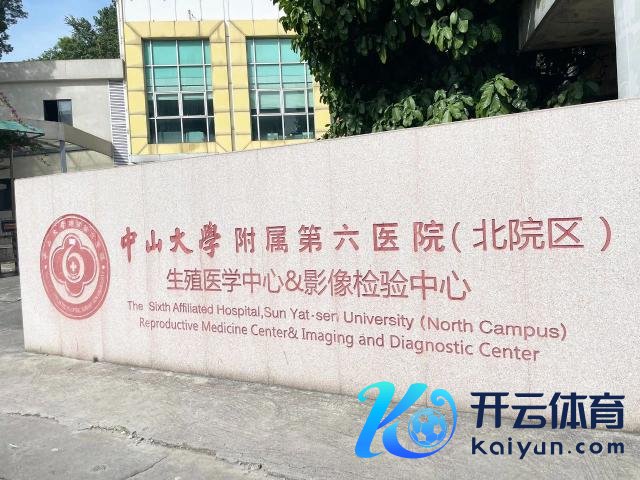 中山大學 附属第六医院(北院区)
生殖医学中心&影像检验中心
The Sixth Affiliated Hospital,Sun Yat-sen University (North Campus)
Reproductive Medicine Center& Imaging and Diagnostic Center
开云体育
Kaiyun.com